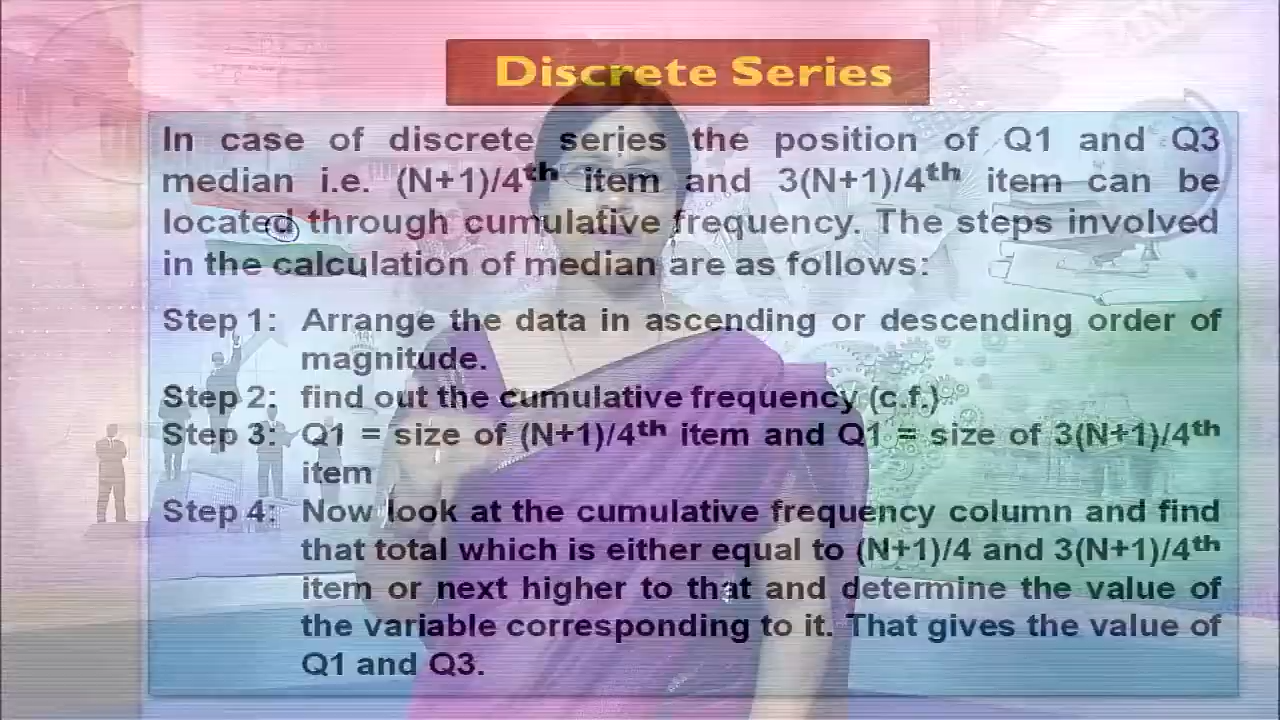 Discrete Series
In case of discrete series the position of Q1 and Q3
median i.e. (N+1)/4th item and 3(N+1)/4th item can be
located through cumulative frequency. The steps involved
in the calculation of median are as follows:
Step 1: Arrange the data in ascending or descending order of
magnitude.
Step 2: find out the cumulative frequency (c.f.)
Step 3: Q1 = size of (N+1)/4th item and Q1 = size of 3(N+1)/4th
item
Step 4: Now look at the cumulative frequency column and find
that total which is either equal to (N+1)/4 and 3(N+1)/4th
item or next higher to that and determine the value of
the variable corresponding to it. That gives the value of
Q1 and Q3.